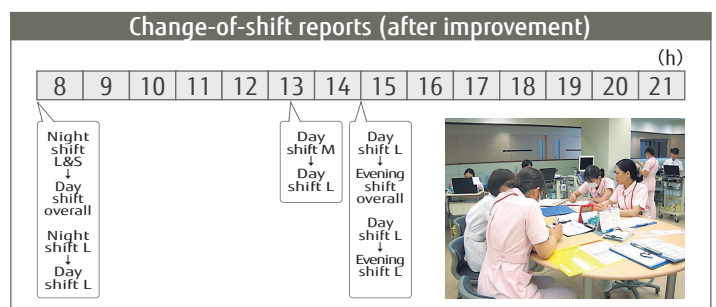 Change-of-shift reports (after improvement)
(h)
8 9 10 11 12 13 14 15 16 17 18 19 20 21
Night
shift
L&S
↓
Day
shift
overall
Night
shift L
↓
Day
shift L
Day
shift M
↓
Day
shift L
Day
shift L
↓
Evening
shift
overall
Day
shift L
↓
Evening
shift L